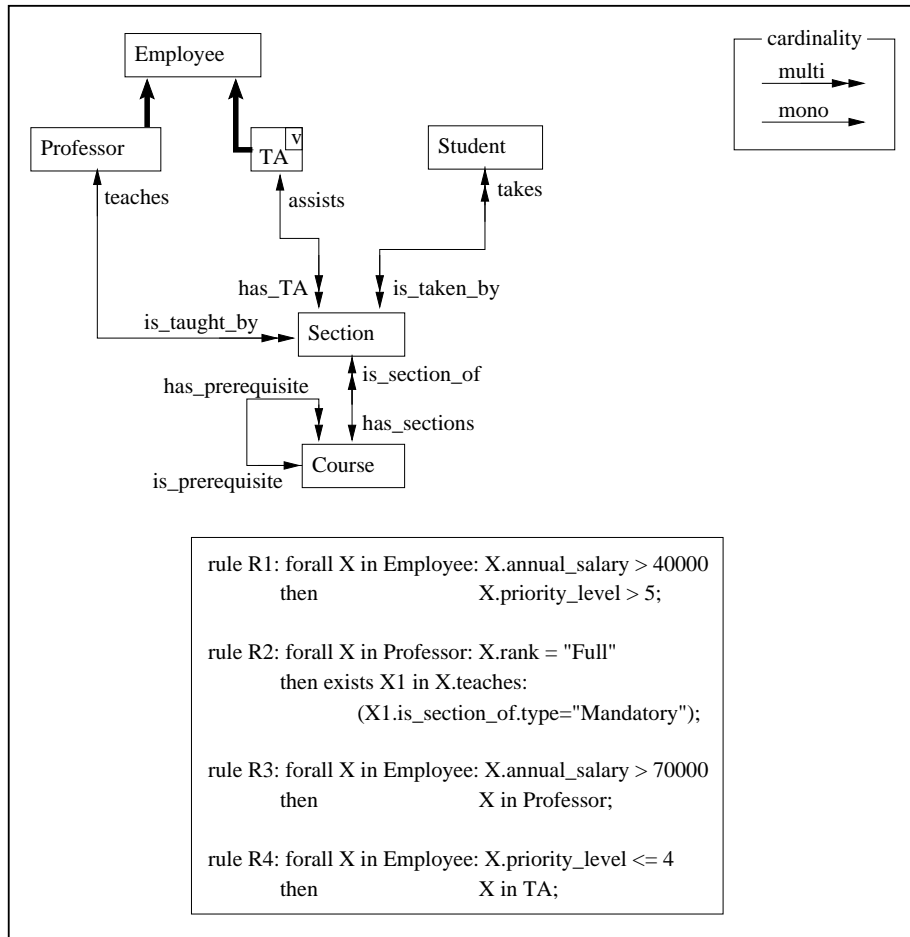 Employee
cardinality
multi
mono
Professor
v
TA
Student
teaches
assists
takes
has_TA
is_taken_by
is_taught_by
Section
is_section_of
has_prerequisite
has_sections
Course
is_prerequisite
rule R1: forall X in Employee: X.annual_salary > 40000
then X.priority_level > 5;
rule R2: forall X in Professor: X.rank = "Full"
then exists X1 in X.teaches:
(X1.is_section_of.type="Mandatory");
rule R3: forall X in Employee: X.annual_salary > 70000
then X in Professor;
rule R4: forall X in Employee: X.priority_level <= 4
then X in TA;